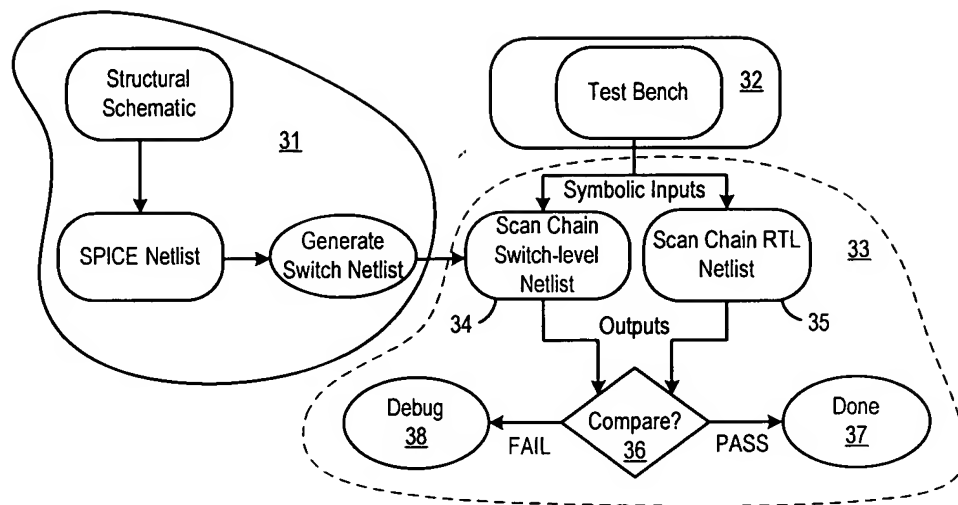 Structural
Schematic
31
SPICE Netlist
Generate
Switch Netlist
Test Bench
32
Symbolic Inputs
Scan Chain
Switch-level
Netlist
34
Scan Chain RTL
Netlist
35
33
Outputs
Compare?
36
FAIL
PASS
Debug
38
Done
37